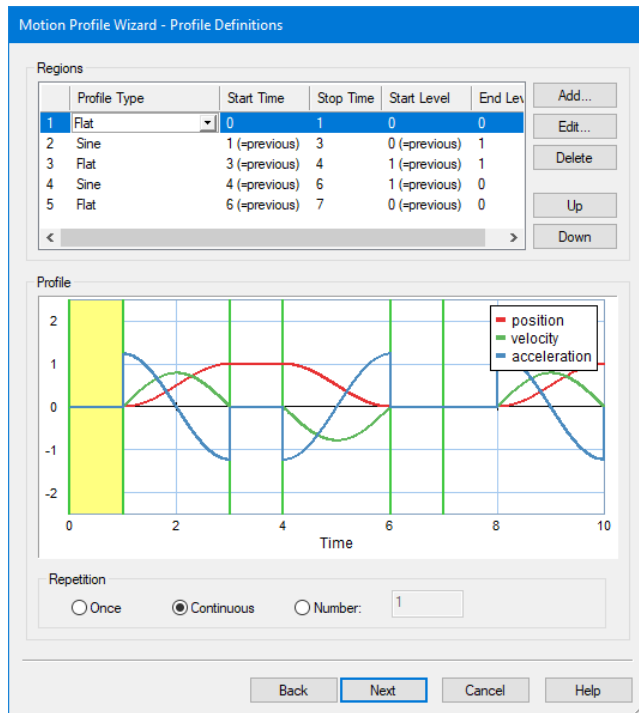 Motion Profile Wizard - Profile Definitions
Regions
Profile Type Start Time Stop Time Start Level End Lev
1 Flat 0 1 0 0
2 Sine 1 (=previous) 3 0 (=previous) 1
3 Flat 3 (=previous) 4 1 (=previous) 1
4 Sine 4 (=previous) 6 1 (=previous) 0
5 Flat 6 (=previous) 7 0 (=previous) 0
Add...
Edit...
Delete
Up
Down
Profile
2
1
0
-1
-2
position
velocity
acceleration
0 2 4 6 8 10
Time
Repetition
Once Continuous Number: 1
Back Next Cancel Help